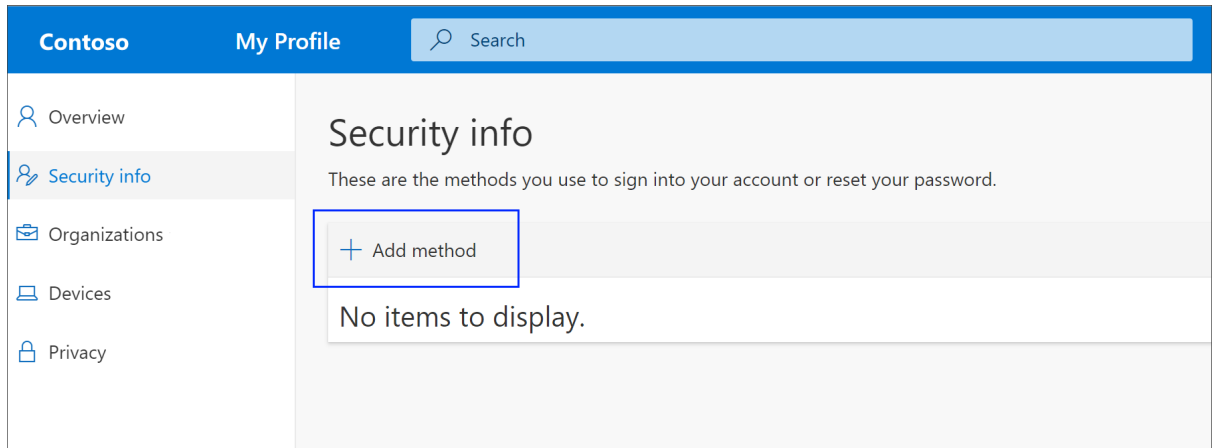 Contoso
My Profile
Search
Overview
Security info
Organizations
Devices
Privacy
Security info
These are the methods you use to sign into your account or reset your password.
Add method
No items to display.